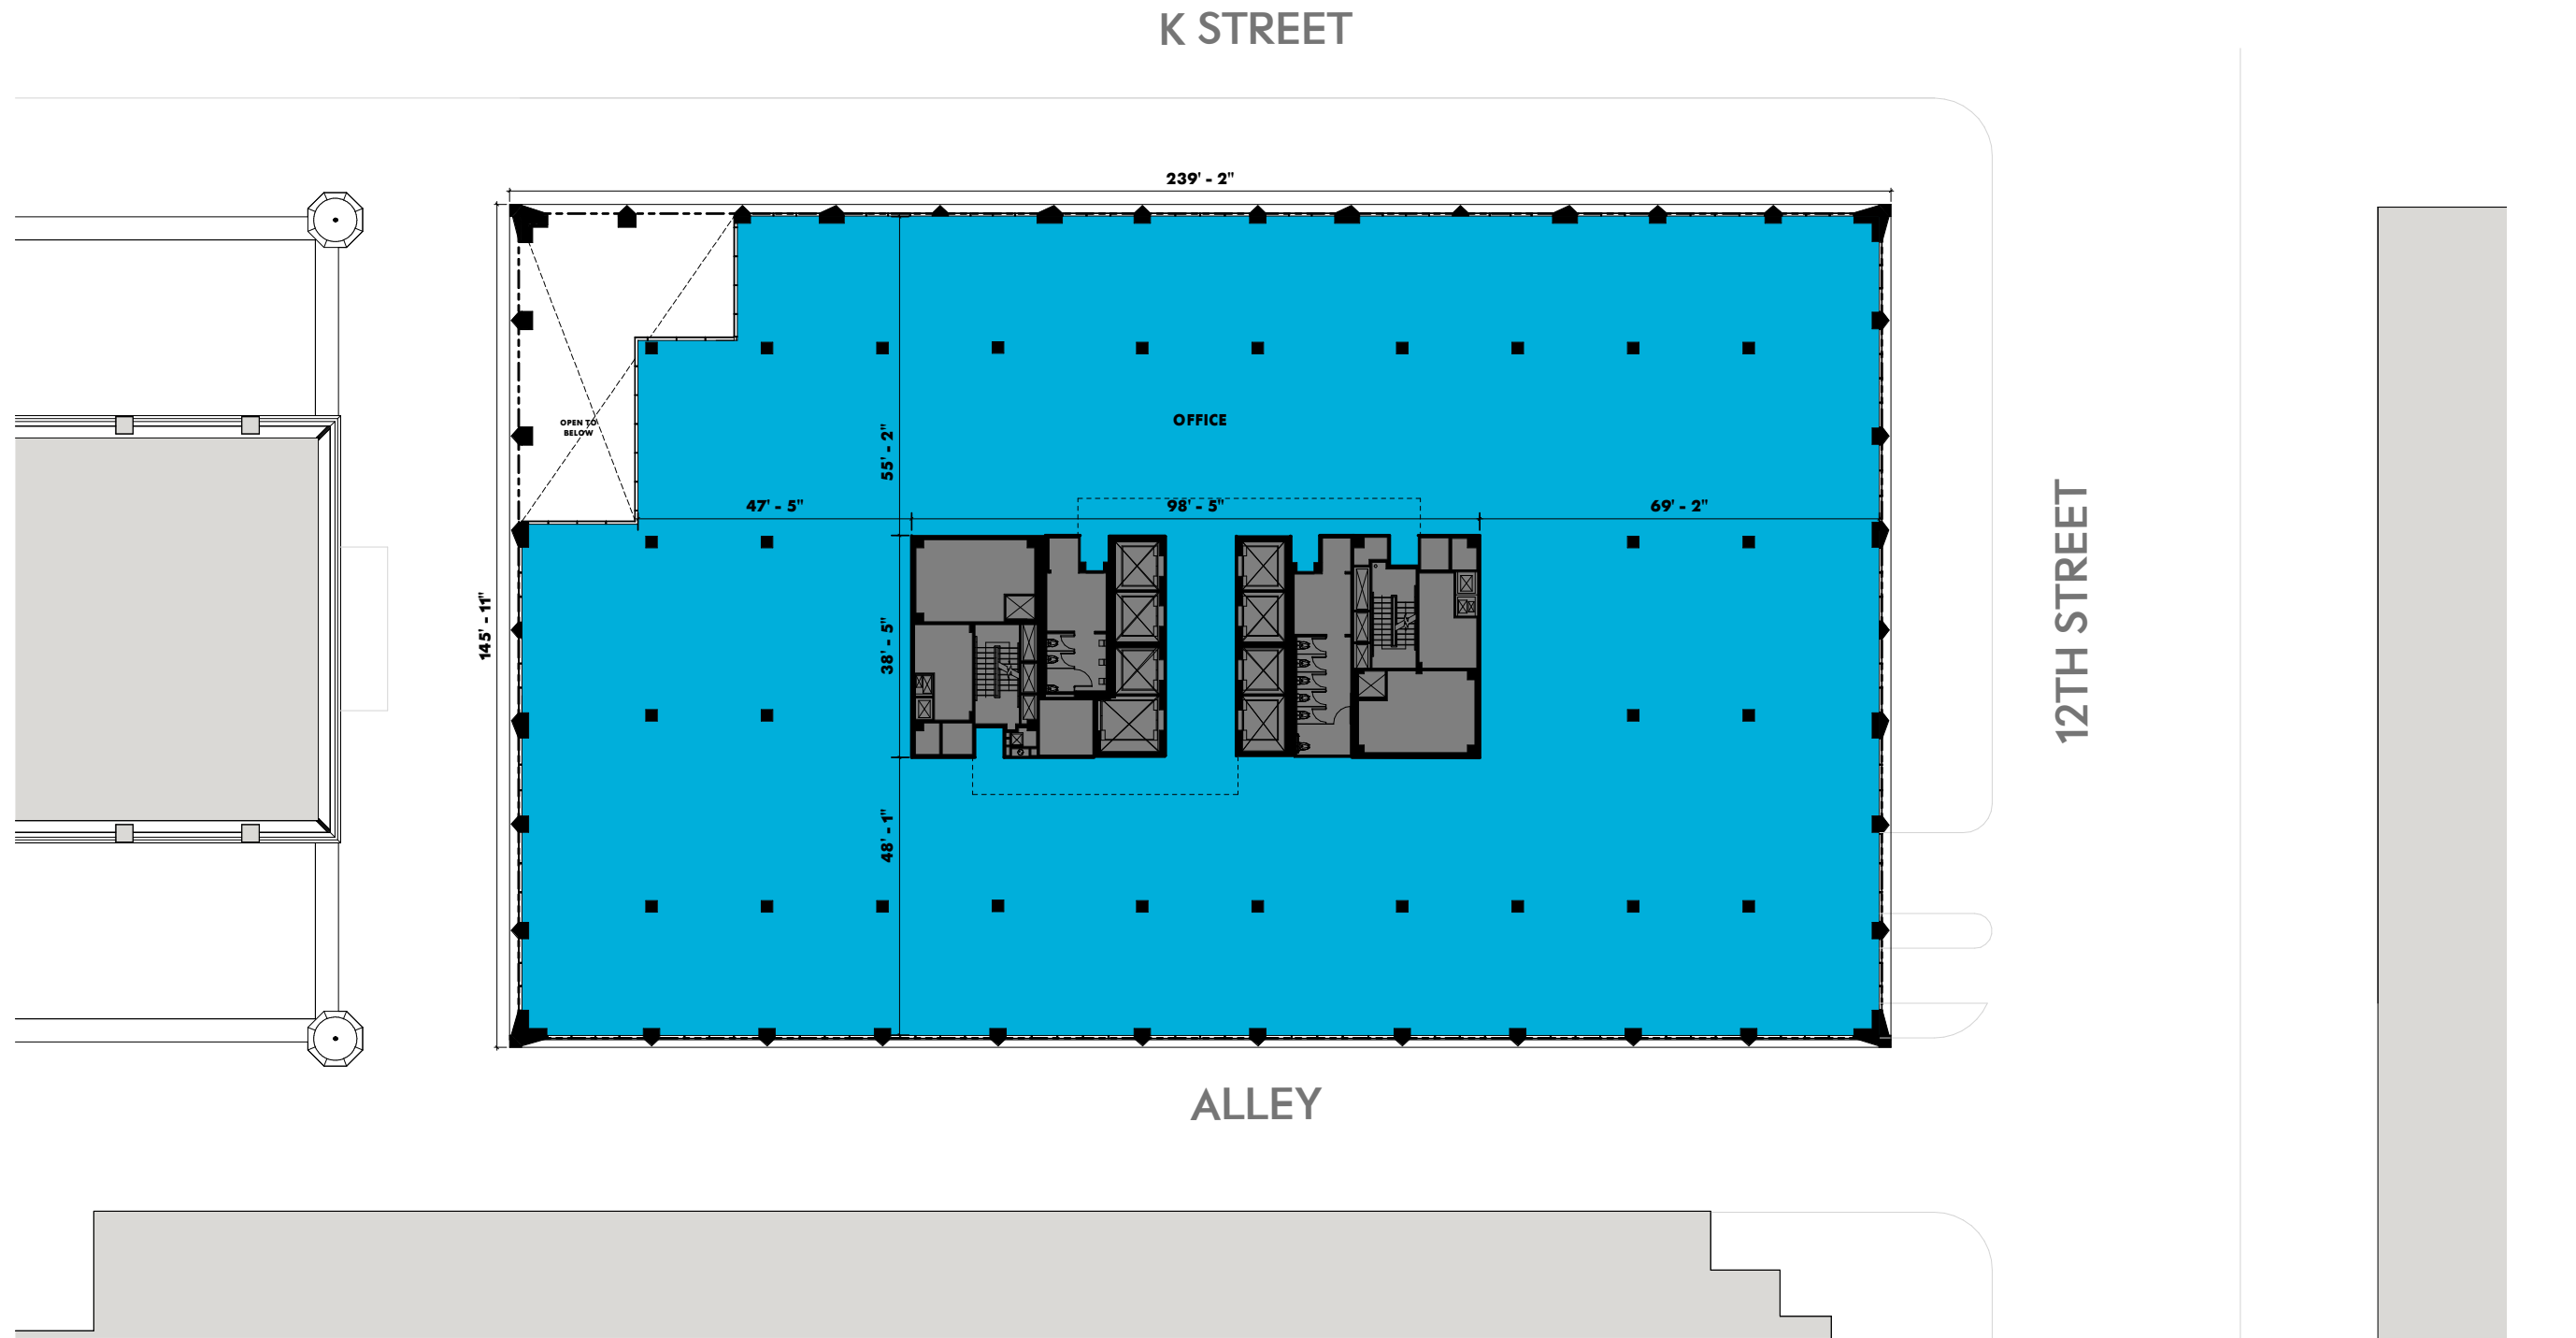 K STREET
239' - 2"
OPEN TO
BELOW
OFFICE
55' - 2"
47' - 5"
98' - 5"
69' - 2"
145' - 11"
38' - 5"
12TH STREET
48' - 1"
ALLEY